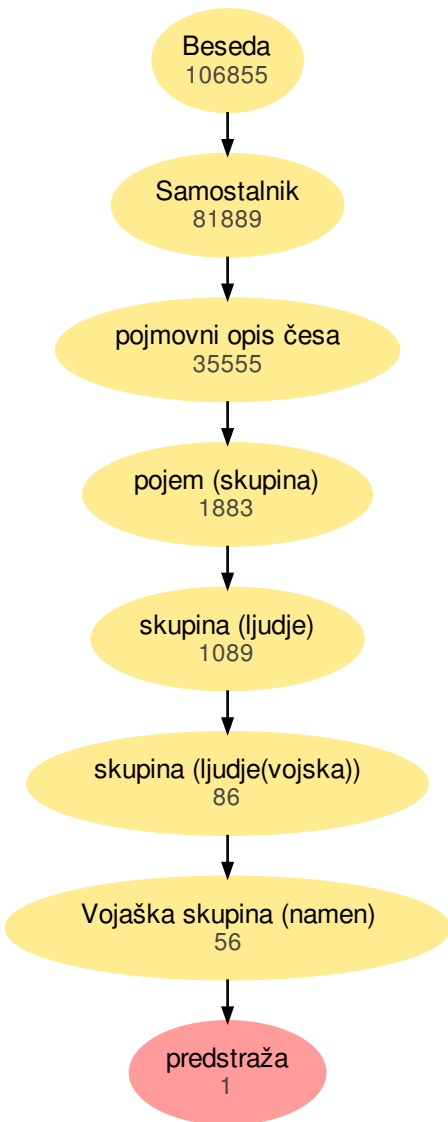 Beseda
106855
Samostalnik
81889
pojmovni opis česa
35555
pojem (skupina)
1883
skupina (ljudje)
1089
skupina (ljudje(vojska))
86
Vojaška skupina (namen)
56
predstraža
1